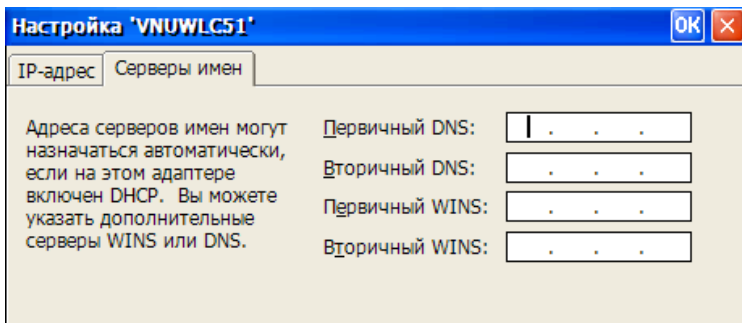 Настройка 'VNUWLC51' OK
IP-адрес Серверы имен
Адреса серверов имен могут
назначаться автоматически,
если на этом адаптере
включен DHCP. Вы можете
указать дополнительные
серверы WINS или DNS.
Первичный DNS: . . .
Вторичный DNS: . . .
Первичный WINS: . . .
Вторичный WINS: . . .